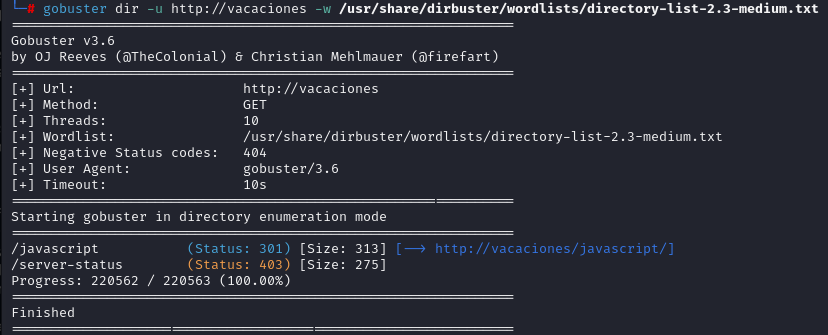 └─# gobuster dir -u http://vacaciones -w /usr/share/dirbuster/wordlists/directory-list-2.3-medium.txt
===============================================================
Gobuster v3.6
by OJ Reeves (@TheColonial) & Christian Mehlmauer (@firefart)
===============================================================
[+] Url:                     http://vacaciones
[+] Method:                  GET
[+] Threads:                 10
[+] Wordlist:                /usr/share/dirbuster/wordlists/directory-list-2.3-medium.txt
[+] Negative Status codes:   404
[+] User Agent:              gobuster/3.6
[+] Timeout:                 10s
===============================================================
Starting gobuster in directory enumeration mode
===============================================================
/javascript           (Status: 301) [Size: 313] [--> http://vacaciones/javascript/]
/server-status        (Status: 403) [Size: 275]
Progress: 220562 / 220563 (100.00%)
===============================================================
Finished
===============================================================